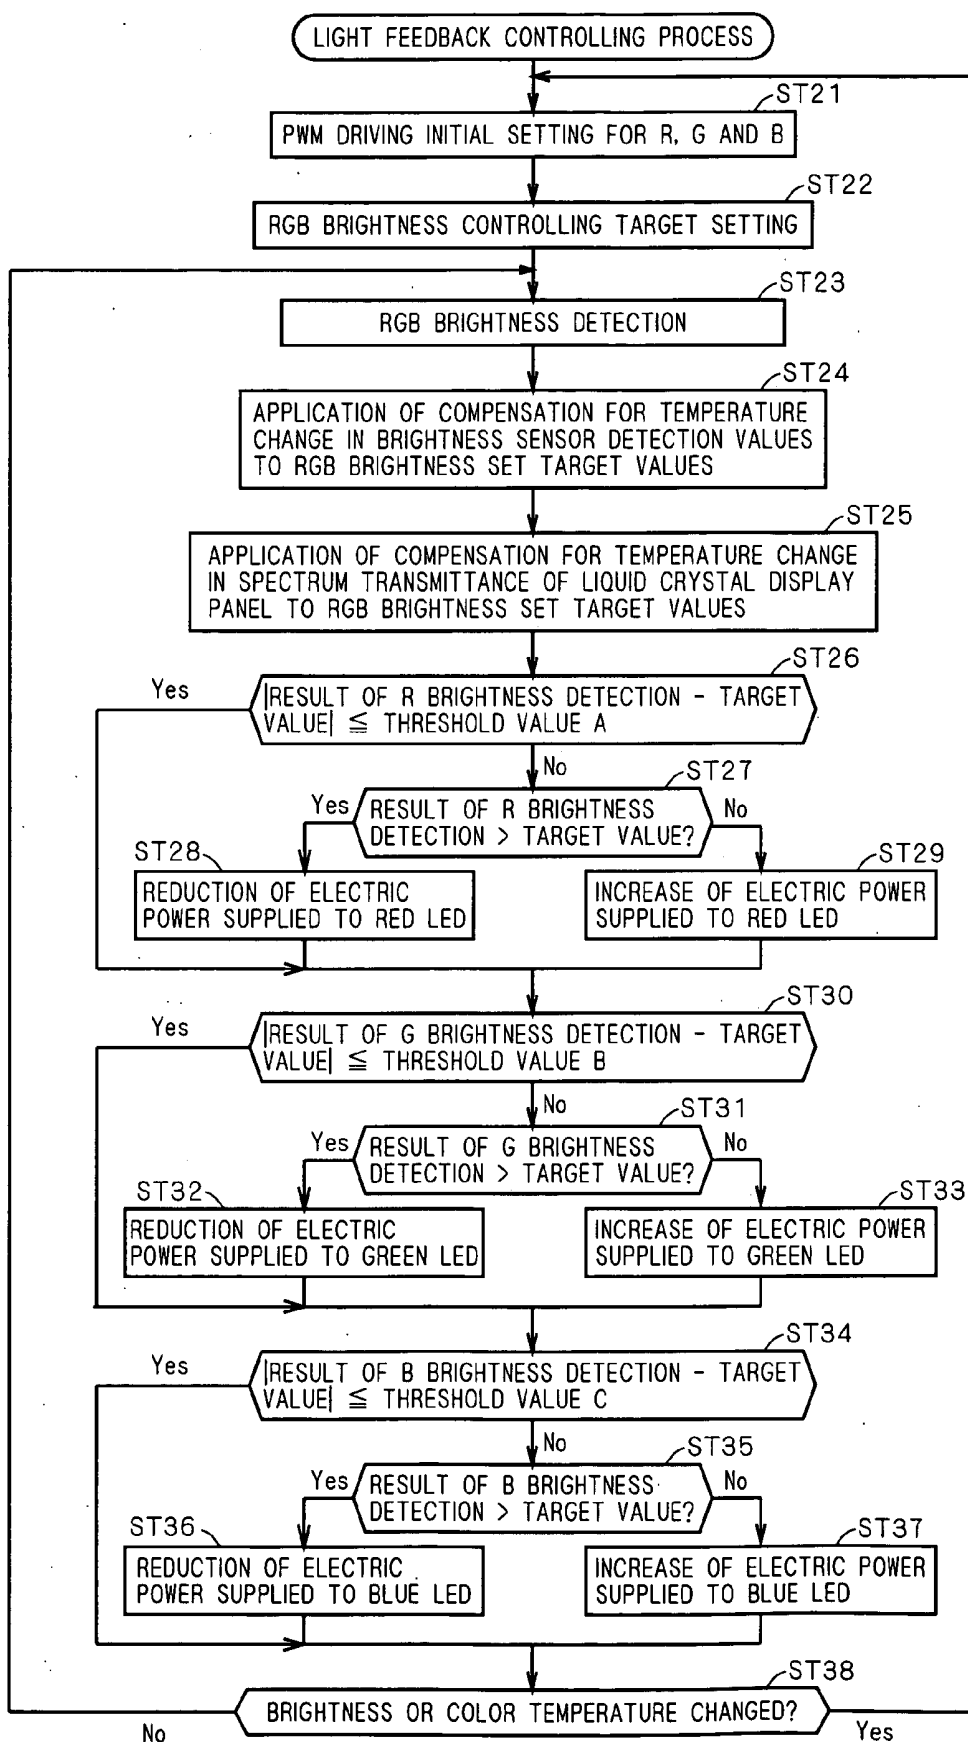 LIGHT FEEDBACK CONTROLLING PROCESS
ST21
PWM DRIVING INITIAL SETTING FOR R, G AND B
ST22
RGB BRIGHTNESS CONTROLLING TARGET SETTING
ST23
RGB BRIGHTNESS DETECTION
ST24
APPLICATION OF COMPENSATION FOR TEMPERATURE
CHANGE IN BRIGHTNESS SENSOR DETECTION VALUES
TO RGB BRIGHTNESS SET TARGET VALUES
ST25
APPLICATION OF COMPENSATION FOR TEMPERATURE CHANGE
IN SPECTRUM TRANSMITTANCE OF LIQUID CRYSTAL DISPLAY
PANEL TO RGB BRIGHTNESS SET TARGET VALUES
ST26
Yes
|RESULT OF R BRIGHTNESS DETECTION - TARGET
VALUE| ≦ THRESHOLD VALUE A
No
ST27
Yes
RESULT OF R BRIGHTNESS
DETECTION > TARGET VALUE?
No
ST28
REDUCTION OF ELECTRIC
POWER SUPPLIED TO RED LED
ST29
INCREASE OF ELECTRIC POWER
SUPPLIED TO RED LED
ST30
Yes
|RESULT OF G BRIGHTNESS DETECTION - TARGET
VALUE| ≦ THRESHOLD VALUE B
No
ST31
Yes
RESULT OF G BRIGHTNESS
DETECTION > TARGET VALUE?
No
ST32
REDUCTION OF ELECTRIC
POWER SUPPLIED TO GREEN LED
ST33
INCREASE OF ELECTRIC POWER
SUPPLIED TO GREEN LED
ST34
Yes
|RESULT OF B BRIGHTNESS DETECTION - TARGET
VALUE| ≦ THRESHOLD VALUE C
No
ST35
Yes
RESULT OF B BRIGHTNESS
DETECTION > TARGET VALUE?
No
ST36
REDUCTION OF ELECTRIC
POWER SUPPLIED TO BLUE LED
ST37
INCREASE OF ELECTRIC POWER
SUPPLIED TO BLUE LED
ST38
BRIGHTNESS OR COLOR TEMPERATURE CHANGED?
No
Yes